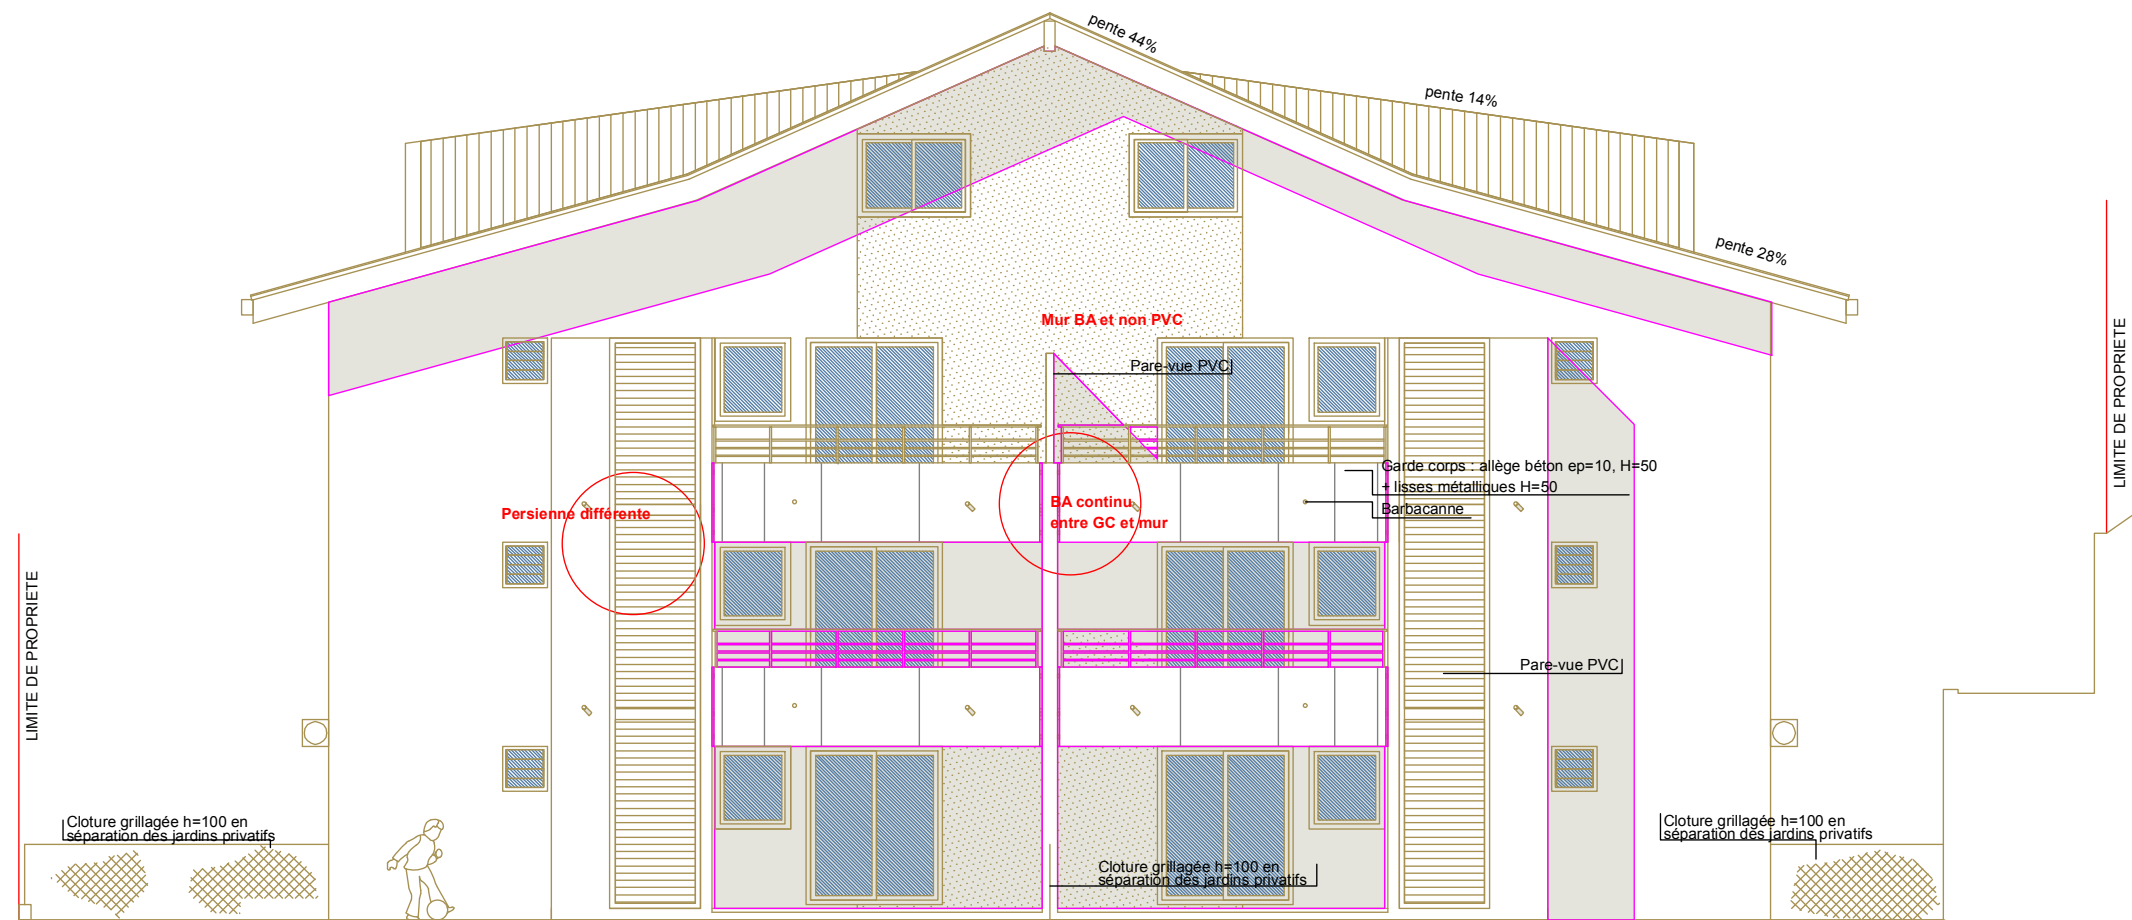 pente 44%
pente 14%
pente 28%
Mur BA et non PVC
Pare-vue PVC
LIMITE DE PROPRIETE
Garde corps : allège béton ep=10, H=50
+ lisses métalliques H=50
Barbacanne
BA continu
entre GC et mur
Persienne différente
LIMITE DE PROPRIETE
Pare-vue PVC
Cloture grillagée h=100 en
séparation des jardins privatifs
Cloture grillagée h=100 en
séparation des jardins privatifs
Cloture grillagée h=100 en
séparation des jardins privatifs